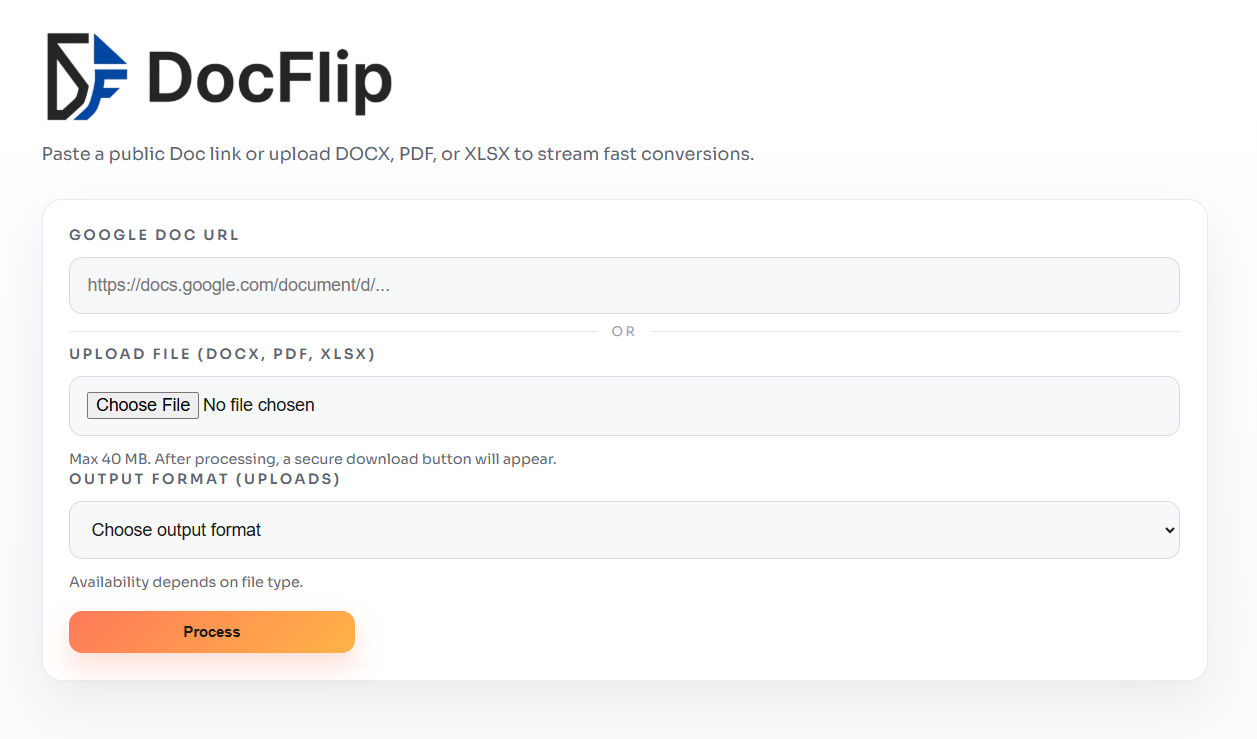 DocFlip
Paste a public Doc link or upload DOCX, PDF, or XLSX to stream fast conversions.
GOOGLE DOC URL
https://docs.google.com/document/d/...
OR
UPLOAD FILE (DOCX, PDF, XLSX)
Choose File No file chosen
Max 40 MB. After processing, a secure download button will appear.
OUTPUT FORMAT (UPLOADS)
Choose output format
Availability depends on file type.
Process